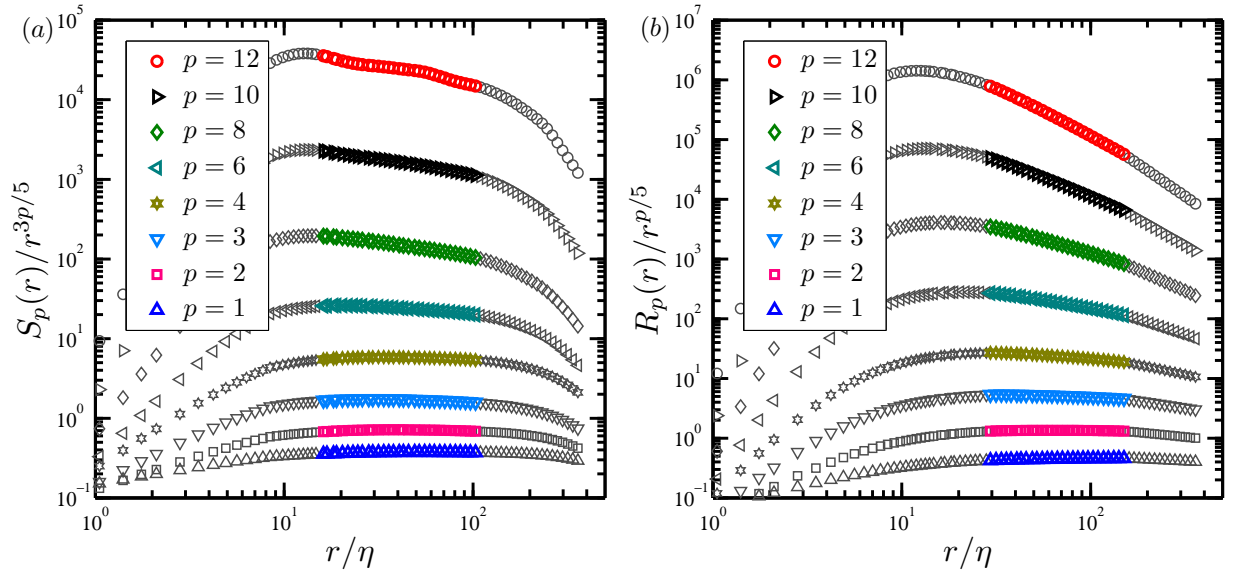 (a)
S_p(r)/r^{3p/5}
10^5
10^4
10^3
10^2
10^1
10^0
10^{-1}
p = 12
p = 10
p = 8
p = 6
p = 4
p = 3
p = 2
p = 1
10^0
10^1
10^2
r/η
(b)
R_p(r)/r^{p/5}
10^7
10^6
10^5
10^4
10^3
10^2
10^1
10^0
10^{-1}
p = 12
p = 10
p = 8
p = 6
p = 4
p = 3
p = 2
p = 1
10^0
10^1
10^2
r/η